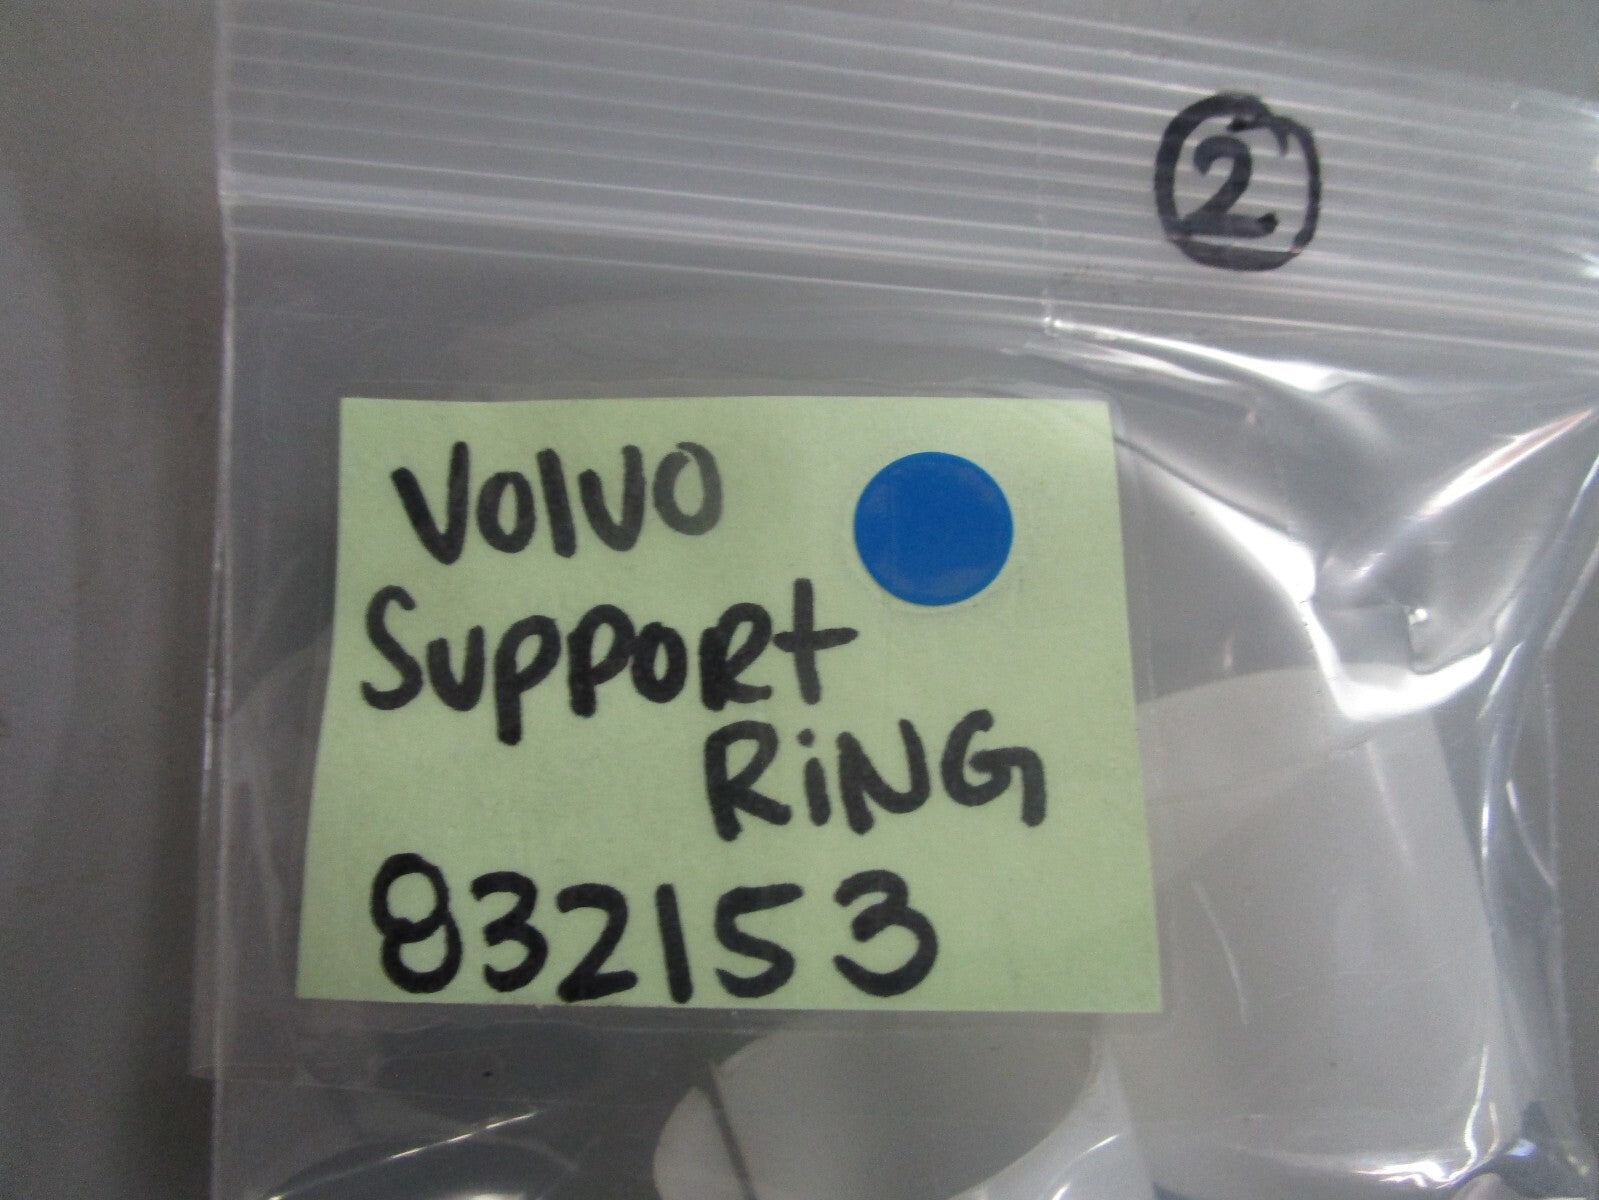 2
Volvo
Support
RiNG
832153